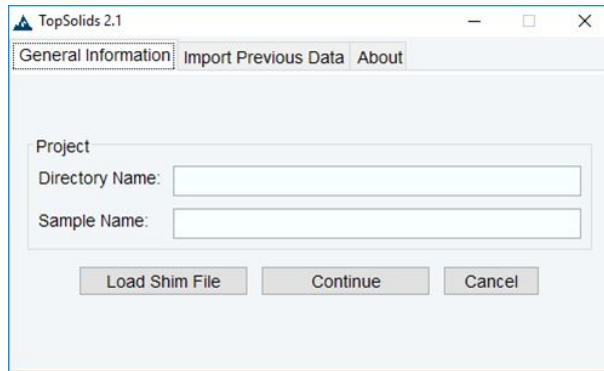 TopSolids 2.1
General Information Import Previous Data About
Project
Directory Name:
Sample Name:
Load Shim File Continue Cancel